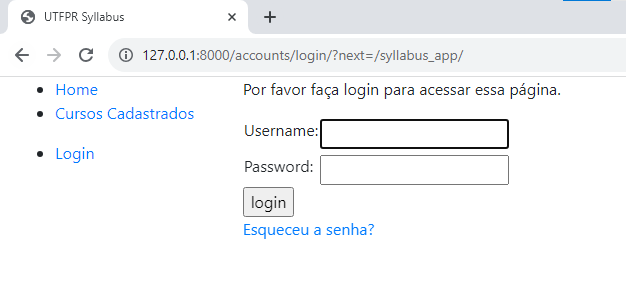 UTFPR Syllabus
127.0.0.1:8000/accounts/login/?next=/syllabus_app/
Home
Cursos Cadastrados
Login
Por favor faça login para acessar essa página.
Username:
Password:
login
Esqueceu a senha?